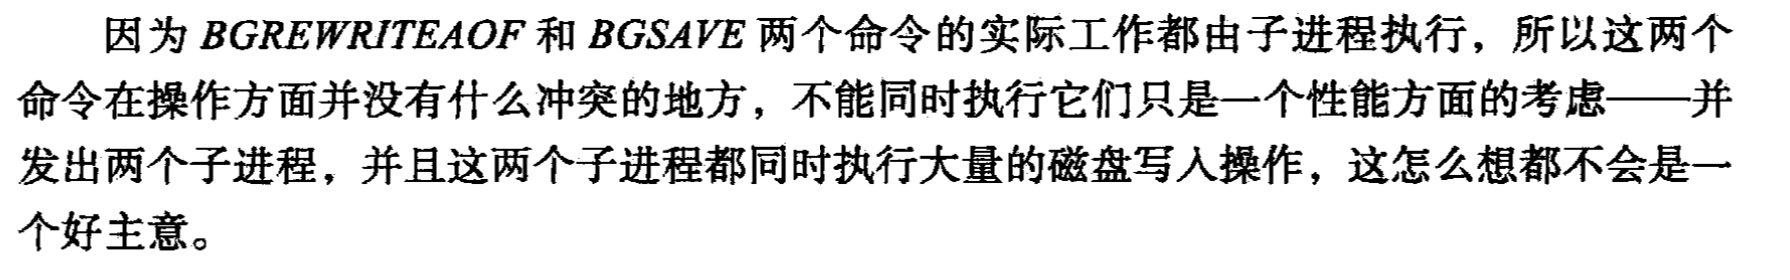 因为 BGREWRITEAOF 和 BGSAVE 两个命令的实际工作都由子进程执行，所以这两个
命令在操作方面并没有什么冲突的地方，不能同时执行它们只是一个性能方面的考虑——并
发出两个子进程，并且这两个子进程都同时执行大量的磁盘写入操作，这怎么想都不会是一
个好主意。